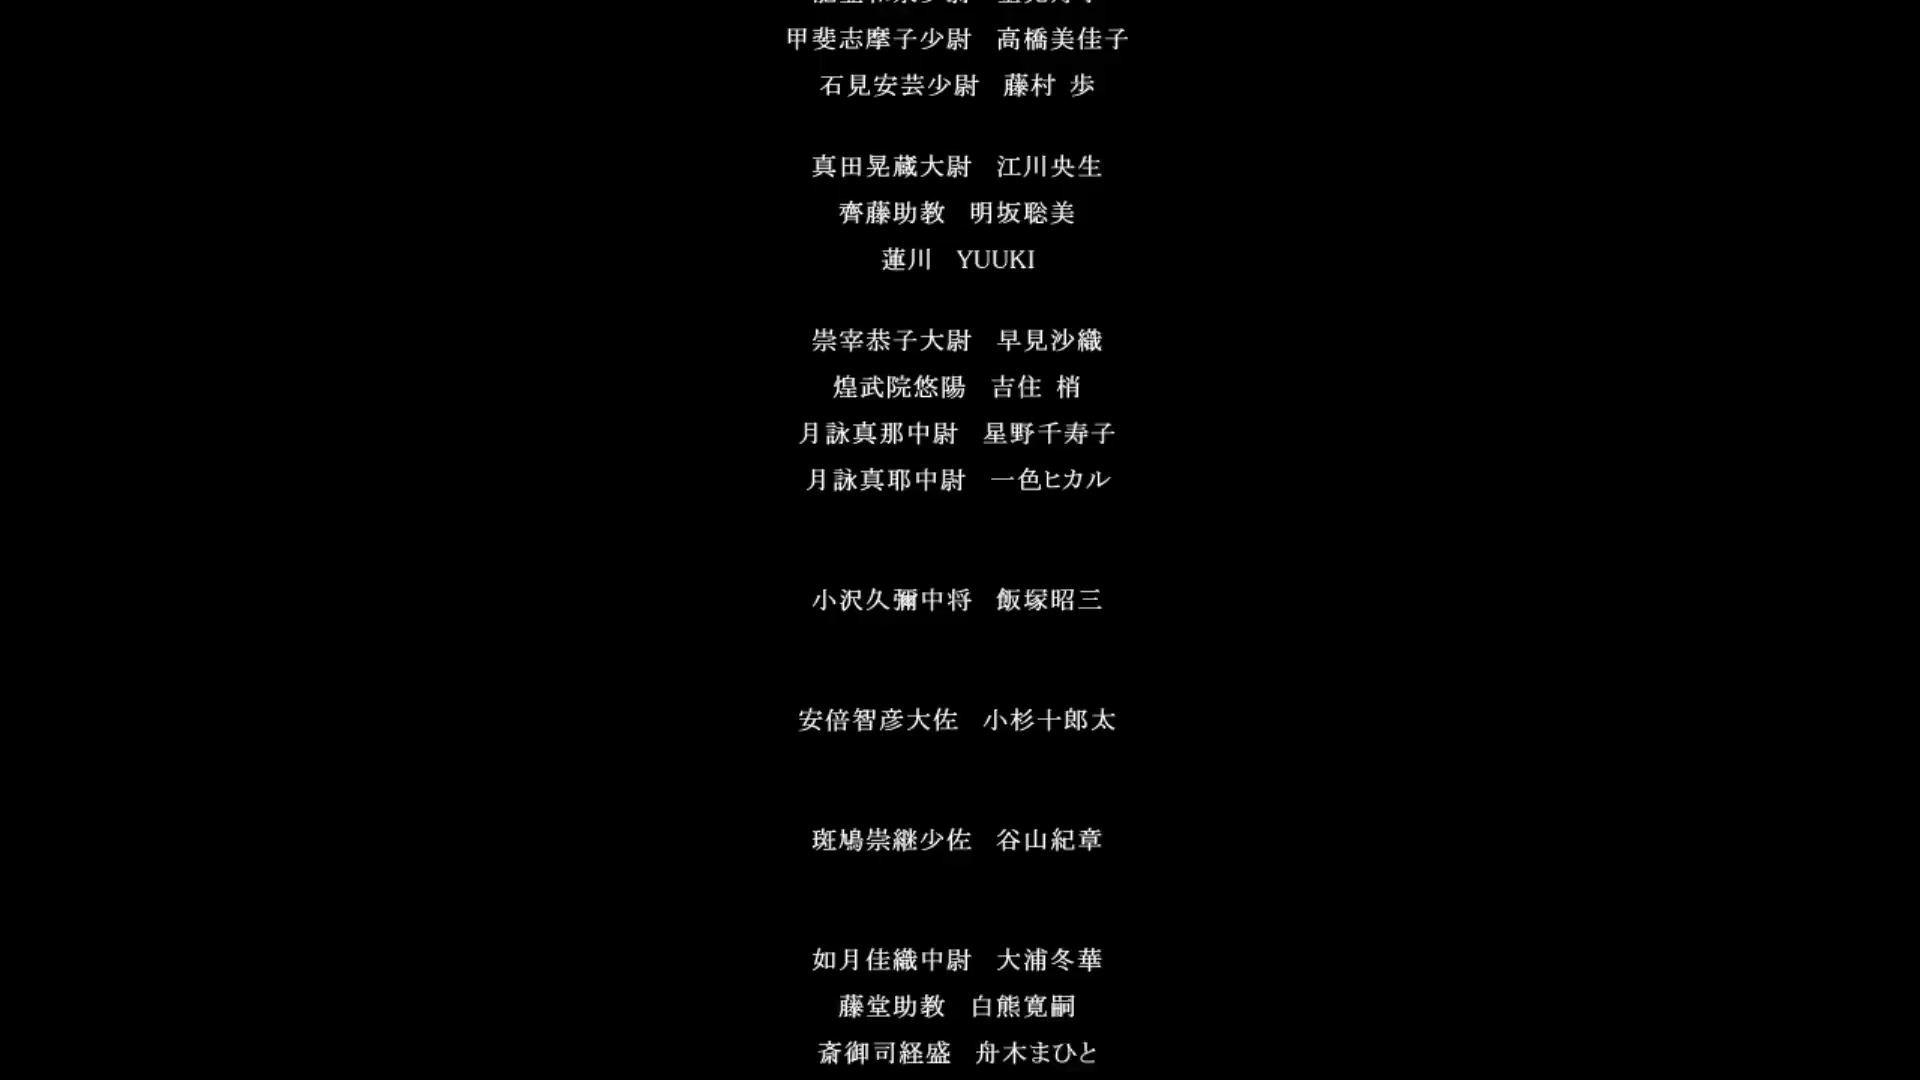 甲斐志摩子少尉 高橋美佳子
石見安芸少尉 藤村 歩
真田晃蔵大尉 江川央生
齊藤助教 明坂聡美
蓮川 YUUKI
崇宰恭子大尉 早見沙織
煌武院悠陽 吉住 梢
月詠真那中尉 星野千寿子
月詠真耶中尉 一色ヒカル
小沢久彌中将 飯塚昭三
安倍智彦大佐 小杉十郎太
斑鳩崇継少佐 谷山紀章
如月佳織中尉 大浦冬華
藤堂助教 白熊寛嗣
斎御司経盛 舟木まひと